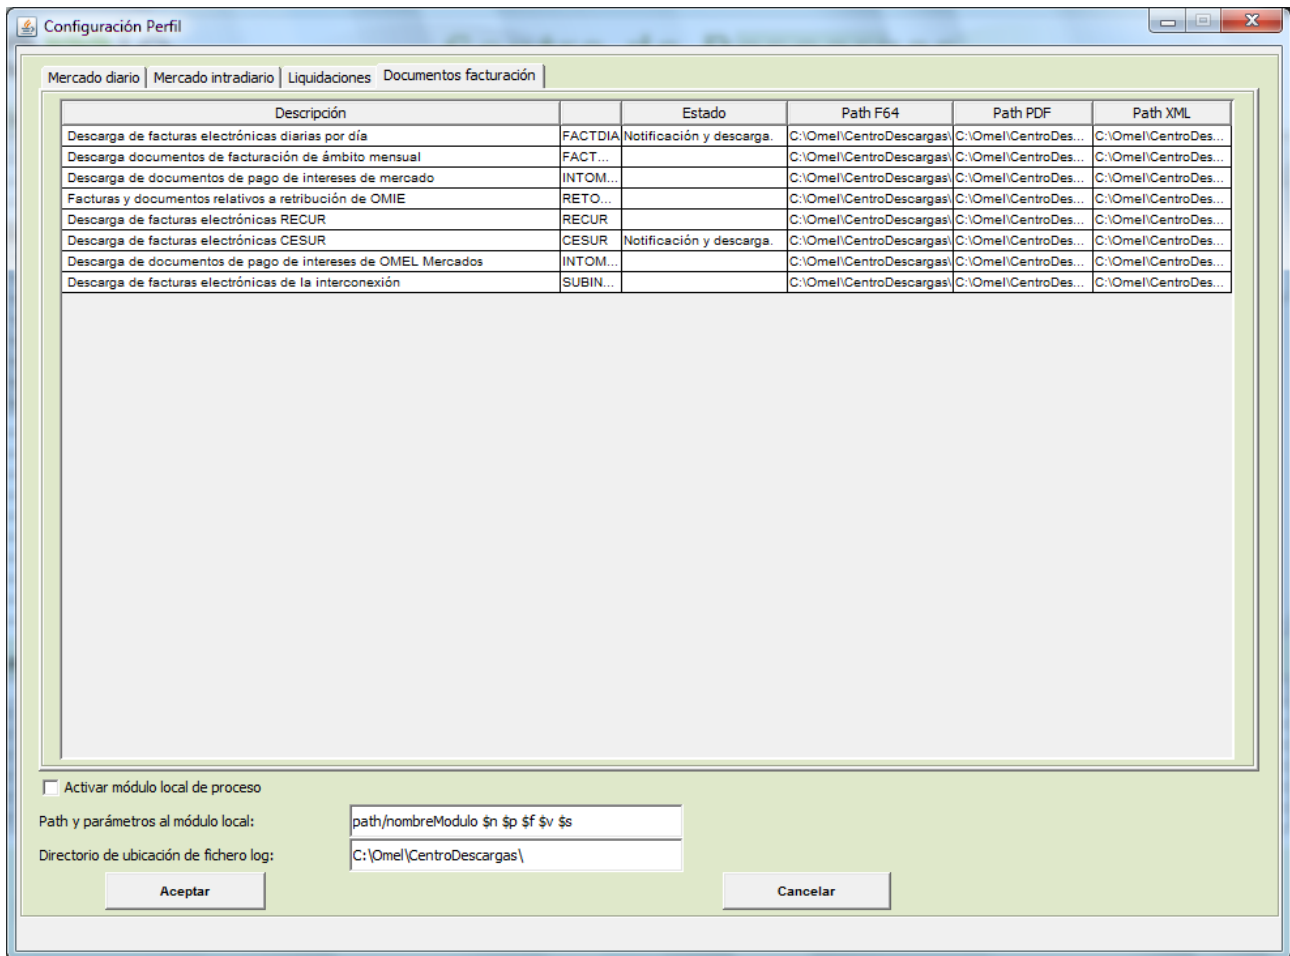 Configuración Perfil
Mercado diario Mercado intradiario Liquidaciones Documentos facturación
Descripción Estado Path F64 Path PDF Path XML
Descarga de facturas electrónicas diarias por día FACTDIA Notificación y descarga. C:\Omel\CentroDescargas\ C:\Omel\CentroDes... C:\Omel\CentroDes...
Descarga documentos de facturación de ámbito mensual FACT... C:\Omel\CentroDescargas\ C:\Omel\CentroDes... C:\Omel\CentroDes...
Descarga de documentos de pago de intereses de mercado INTOM... C:\Omel\CentroDescargas\ C:\Omel\CentroDes... C:\Omel\CentroDes...
Facturas y documentos relativos a retribución de OMIE RETO... C:\Omel\CentroDescargas\ C:\Omel\CentroDes... C:\Omel\CentroDes...
Descarga de facturas electrónicas RECUR RECUR C:\Omel\CentroDescargas\ C:\Omel\CentroDes... C:\Omel\CentroDes...
Descarga de facturas electrónicas CESUR CESUR Notificación y descarga. C:\Omel\CentroDescargas\ C:\Omel\CentroDes... C:\Omel\CentroDes...
Descarga de documentos de pago de intereses de OMEL Mercados INTOM... C:\Omel\CentroDescargas\ C:\Omel\CentroDes... C:\Omel\CentroDes...
Descarga de facturas electrónicas de la interconexión SUBIN... C:\Omel\CentroDescargas\ C:\Omel\CentroDes... C:\Omel\CentroDes...
Activar módulo local de proceso
Path y parámetros al módulo local: path/nombreModulo $n $p $f $v $s
Directorio de ubicación de fichero log: C:\Omel\CentroDescargas\
Aceptar Cancelar